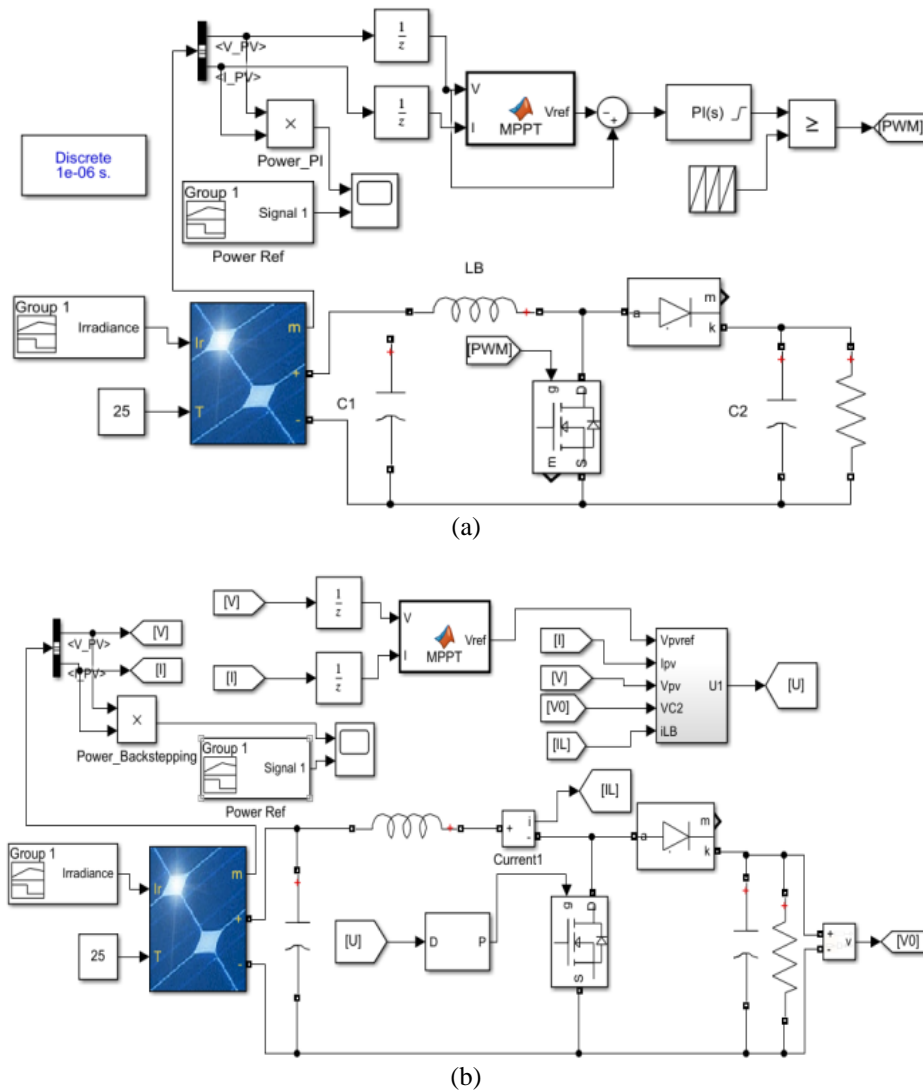 <V_PV>
<I_PV>
1
z
1
z
V
I
Vref
MPPT
PI(s)
≥
[PWM]
×
Power_PI
Discrete
1e-06 s.
Group 1
Signal 1
Power Ref
LB
Group 1
Irradiance
Ir
m
+
T
-
25
C1
[PWM]
g
D
m
S
a
m
k
C2
(a)
[V]
<V_PV>
[I]
<I_PV>
×
Power_Backstepping
[V]
1
z
[I]
1
z
V
I
Vref
MPPT
[I]
[V]
[V0]
[IL]
Vpvref
Ipv
Vpv
VC2
iLB
U1
[U]
Group 1
Signal 1
Power Ref
[IL]
+
i
-
Current1
a
m
k
Group 1
Irradiance
Ir
m
+
T
-
25
[U]
D
P
g
D
S
+
-
v
[V0]
(b)